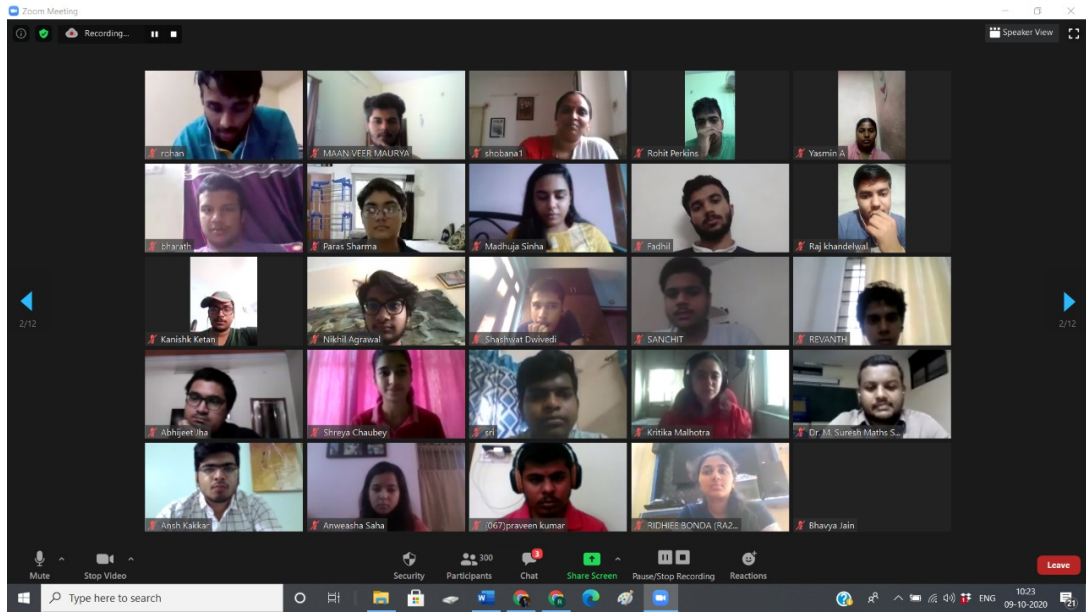 Zoom Meeting
Recording...
Speaker View
rohan
MAAN VEER MAURYA
shobana1
Rohit Perkins
Yasmin A
bharath
Paras Sharma
Madhuja Sinha
Fadhil
Raj khandelwal
2/12
2/12
Kanishk Ketan
Nikhil Agrawal
Shashwat Dwivedi
SANCHIT
REVANTH
Abhijeet Jha
Shreya Chaubey
sri
Kritika Malhotra
Dr. M. Suresh Maths S...
Ansh Kakkar
Anweasha Saha
(067)praveen kumar
RIDHIEE BONDA (RA2...
Bhavya Jain
300
3
Mute
Stop Video
Security
Participants
Chat
Share Screen
Pause/Stop Recording
Reactions
Leave
Type here to search
ENG
10:23
09-10-2020
21